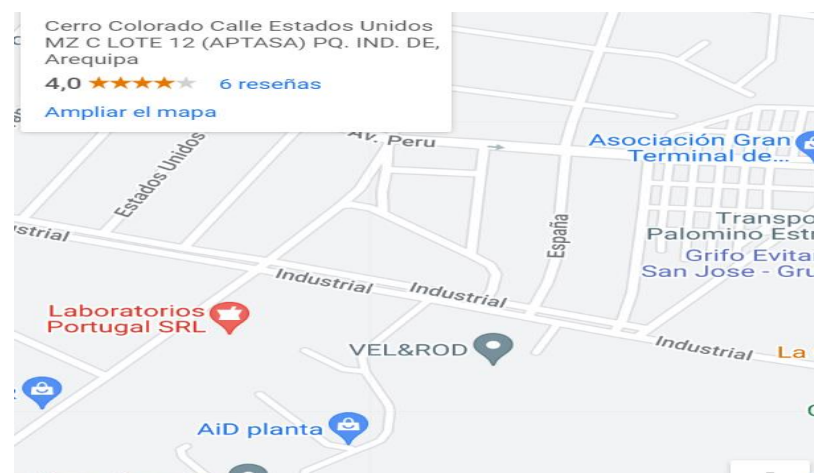 Cerro Colorado Calle Estados Unidos
MZ C LOTE 12 (APTASA) PQ. IND. DE,
Arequipa
4,0 6 reseñas
Ampliar el mapa
Av. Peru
Asociación Gran
Terminal de...
Estados Unidos
España
Transpo
Palomino Estr
Grifo Evita
San Jose - Gru
strial
Industrial
Industrial
Laboratorios
Portugal SRL
VEL&ROD
Industrial
La
AiD planta